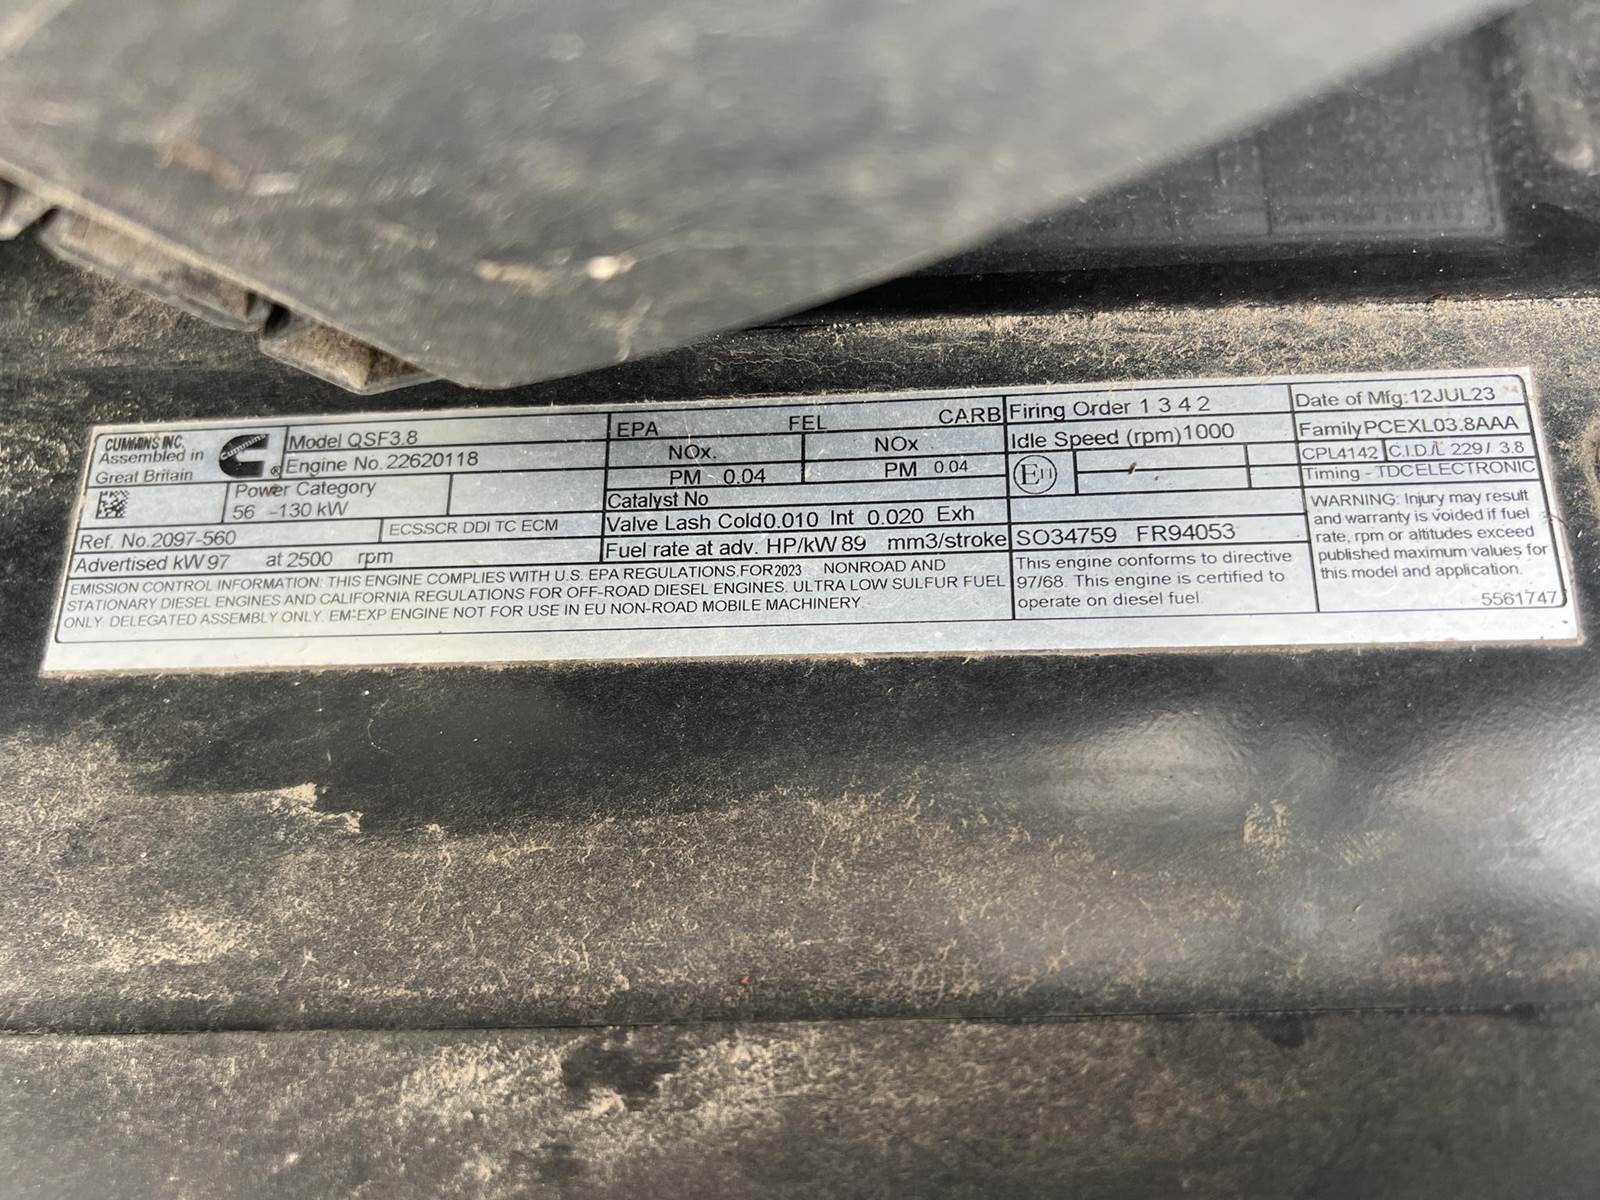 CUMMINS INC.
Assembled in
Great Britain
Cummins
®
Model QSF3.8
Engine No. 22620118
Power Category
56 -130 kW
Ref. No. 2097-560
ECSSCR DDI TC ECM
Advertised kW 97 at 2500 rpm
EPA FEL CARB
NOx. NOx
PM 0.04 PM 0.04
Catalyst No
Valve Lash Cold 0.010 Int 0.020 Exh
Fuel rate at adv. HP/kW 89 mm3/stroke
Firing Order 1 3 4 2
Idle Speed (rpm) 1000
E11
SO34759 FR94053
This engine conforms to directive
97/68. This engine is certified to
operate on diesel fuel.
Date of Mfg: 12JUL23
Family PCEXL03.8AAA
CPL4142 C.I.D./L 229 / 3.8
Timing - TDC ELECTRONIC
WARNING: Injury may result
and warranty is voided if fuel
rate, rpm or altitudes exceed
published maximum values for
this model and application.
5561747
EMISSION CONTROL INFORMATION: THIS ENGINE COMPLIES WITH U.S. EPA REGULATIONS FOR 2023 NONROAD AND
STATIONARY DIESEL ENGINES AND CALIFORNIA REGULATIONS FOR OFF-ROAD DIESEL ENGINES. ULTRA LOW SULFUR FUEL
ONLY. DELEGATED ASSEMBLY ONLY. EM-EXP ENGINE NOT FOR USE IN EU NON-ROAD MOBILE MACHINERY.